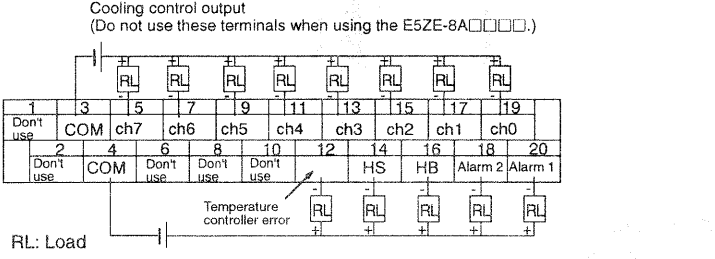 Cooling control output
(Do not use these terminals when using the E5ZE-8A□□□□.)
+ + + + + + + +
RL RL RL RL RL RL RL RL
- - - - - - - -
1 3 5 7 9 11 13 15 17 19
Don't use COM ch7 ch6 ch5 ch4 ch3 ch2 ch1 ch0
2 4 6 8 10 12 14 16 18 20
Don't use COM Don't use Don't use Don't use HS HB Alarm 2 Alarm 1
Temperature
controller error
- - - - -
RL RL RL RL RL
+ + + + +
RL: Load